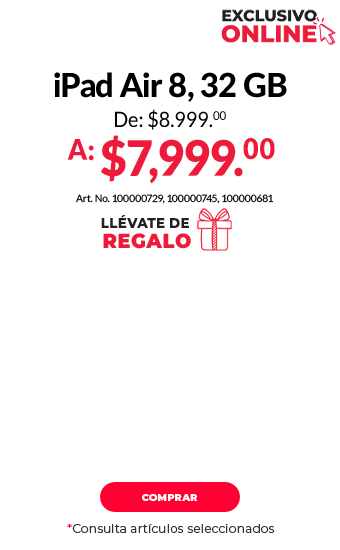 EXCLUSIVO
ONLINE
iPad Air 8, 32 GB
De: $8.999.00
A: $7,999.00
Art. No. 100000729, 100000745, 100000681
LLÉVATE DE
REGALO
COMPRAR
*Consulta artículos seleccionados